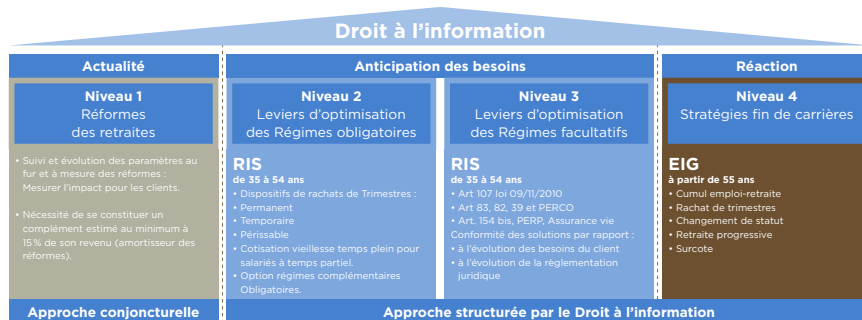 Droit à l'information
Actualité
Anticipation des besoins
Réaction
Niveau 1
Réformes
des retraites
• Suivi et évolution des paramètres au
fur et à mesure des réformes :
Mesurer l'impact pour les clients.
• Nécessité de se constituer un
complément estimé au minimum à
15 % de son revenu (amortisseur des
réformes).
Niveau 2
Leviers d'optimisation
des Régimes obligatoires
RIS
de 35 à 54 ans
• Dispositifs de rachats de Trimestres :
• Permanent
• Temporaire
• Périssable
• Cotisation vieillesse temps plein pour
salariés à temps partiel.
• Option régimes complémentaires
Obligatoires.
Niveau 3
Leviers d'optimisation
des Régimes facultatifs
RIS
de 35 à 54 ans
• Art 107 loi 09/11/2010
• Art 83, 82, 39 et PERCO
• Art. 154 bis, PERP, Assurance vie
Conformité des solutions par rapport :
• à l'évolution des besoins du client
• à l'évolution de la règlementation
juridique
Niveau 4
Stratégies fin de carrières
EIG
à partir de 55 ans
• Cumul emploi-retraite
• Rachat de trimestres
• Changement de statut
• Retraite progressive
• Surcote
Approche conjoncturelle
Approche structurée par le Droit à l'information